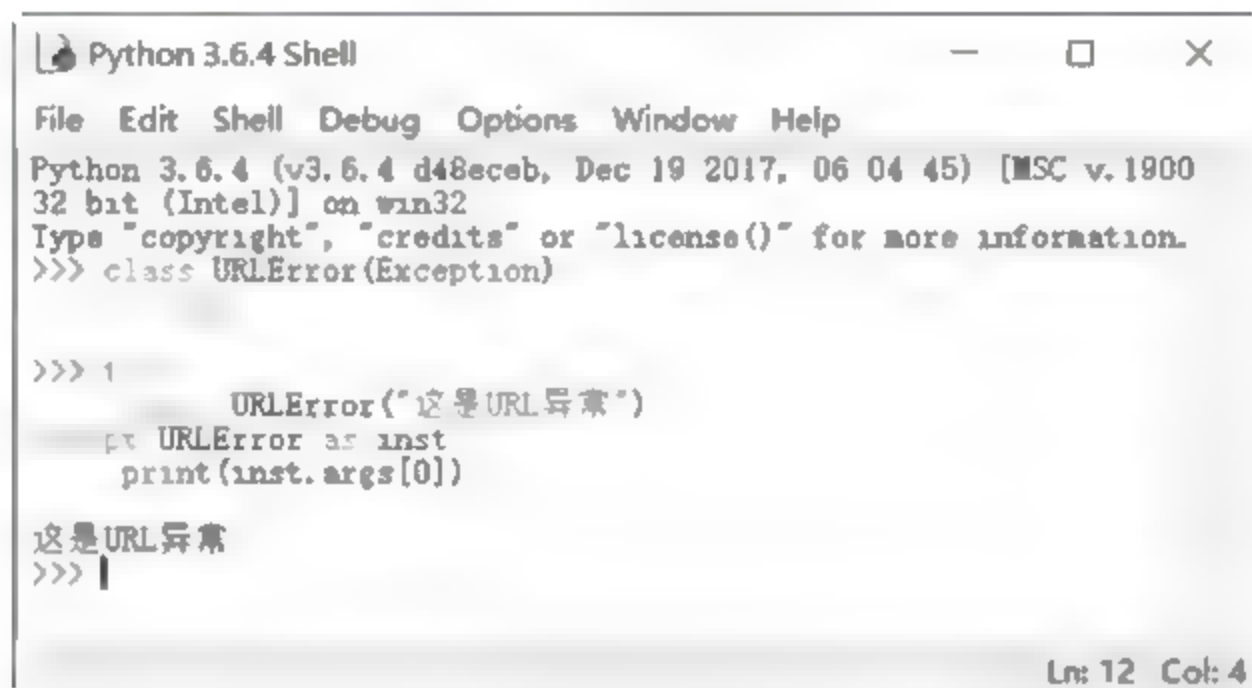 Python 3.6.4 Shell
File Edit Shell Debug Options Window Help
Python 3.6.4 (v3.6.4 d48eceb, Dec 19 2017, 06 04 45) [MSC v.1900
32 bit (Intel)] on win32
Type "copyright", "credits" or "license()" for more information.
>>> class URLError(Exception)
>>>
URLError("这是URL异常")
URLError as inst
print(inst.args[0])
这是URL异常
>>>
Ln: 12 Col: 4